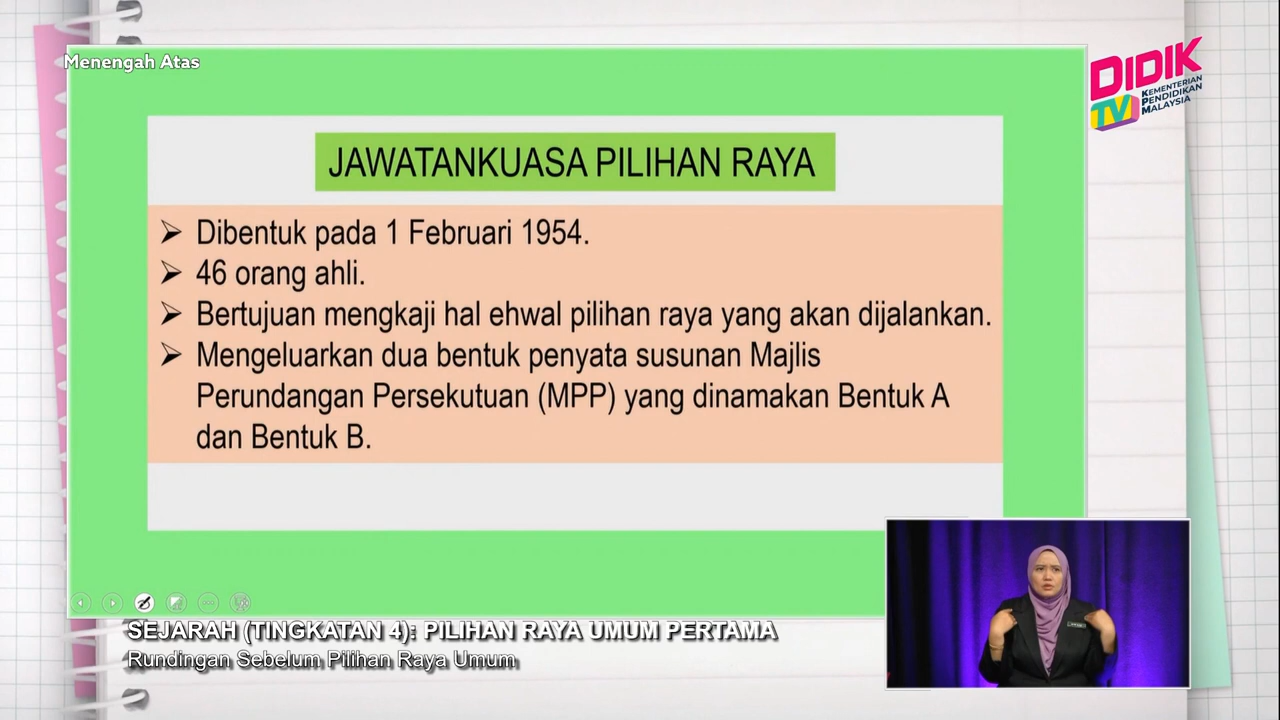 Menengah Atas
DIDIK
TV
KEMENTERIAN
PENDIDIKAN
MALAYSIA
JAWATANKUASA PILIHAN RAYA
Dibentuk pada 1 Februari 1954.
46 orang ahli.
Bertujuan mengkaji hal ehwal pilihan raya yang akan dijalankan.
Mengeluarkan dua bentuk penyata susunan Majlis
Perundangan Persekutuan (MPP) yang dinamakan Bentuk A
dan Bentuk B.
SEJARAH (TINGKATAN 4): PILIHAN RAYA UMUM PERTAMA
Rundingan Sebelum Pilihan Raya Umum